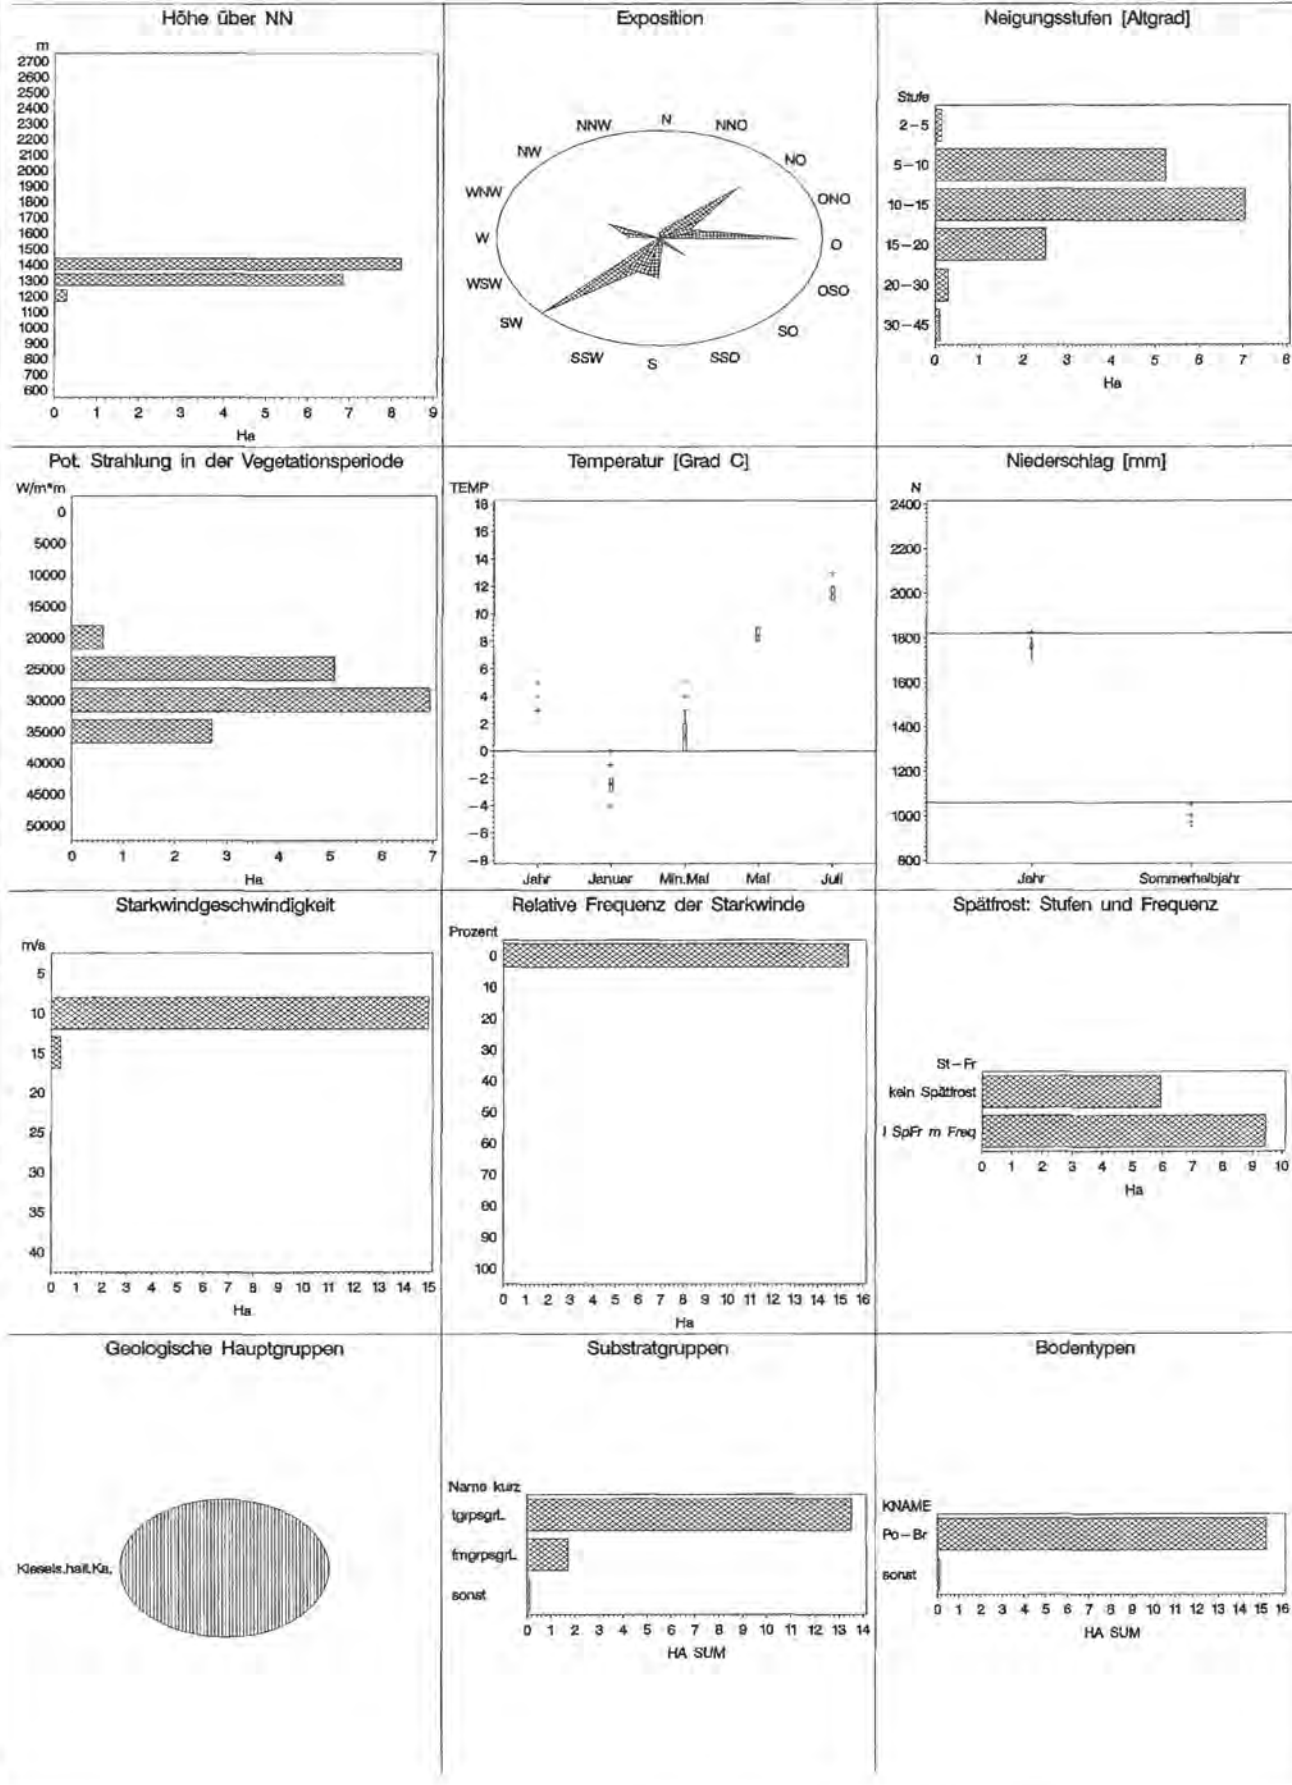 Höhe über NN
m
2700
2600
2500
2400
2300
2200
2100
2000
1900
1800
1700
1600
1500
1400
1300
1200
1100
1000
900
800
700
600
0 1 2 3 4 5 6 7 8 9
Ha
Exposition
N
NNO
NO
ONO
O
OSO
SO
SSO
S
SSW
SW
WSW
W
WNW
NW
NNW
Neigungsstufen [Altgrad]
Stufe
2-5
5-10
10-15
15-20
20-30
30-45
0 1 2 3 4 5 6 7 8
Ha
Pot. Strahlung in der Vegetationsperiode
W/m*m
0
5000
10000
15000
20000
25000
30000
35000
40000
45000
50000
0 1 2 3 4 5 6 7
Ha
Temperatur [Grad C]
TEMP
18
16
14
12
10
8
6
4
2
0
-2
-4
-6
-8
Jahr Januar Min.Mai Mai Juli
Niederschlag [mm]
N
2400
2200
2000
1800
1600
1400
1200
1000
800
Jahr Sommerhalbjahr
Starkwindgeschwindigkeit
m/s
5
10
15
20
25
30
35
40
0 1 2 3 4 5 6 7 8 9 10 11 12 13 14 15
Ha
Relative Frequenz der Starkwinde
Prozent
0
10
20
30
40
50
60
70
80
90
100
0 1 2 3 4 5 6 7 8 9 10 11 12 13 14 15 16
Ha
Spätfrost: Stufen und Frequenz
St-Fr
kein Spätfrost
l SpFr m Freq
0 1 2 3 4 5 6 7 8 9 10
Ha
Geologische Hauptgruppen
Kiesels.halt.Ka.
Substratgruppen
Name kurz
tgrpsgrL
fmgrpsgrL
sonst
0 1 2 3 4 5 6 7 8 9 10 11 12 13 14
HA SUM
Bodentypen
KNAME
Po-Br
sonst
0 1 2 3 4 5 6 7 8 9 10 11 12 13 14 15 16
HA SUM